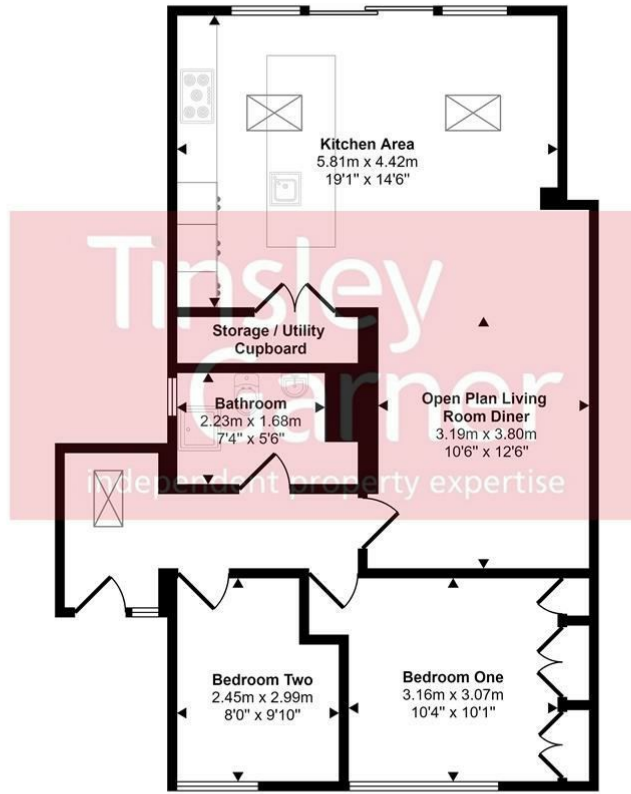 Kitchen Area
5.81m x 4.42m
19'1" x 14'6"
Tinsley
Garner
independent property expertise
Storage / Utility
Cupboard
Bathroom
2.23m x 1.68m
7'4" x 5'6"
Open Plan Living
Room Diner
3.19m x 3.80m
10'6" x 12'6"
Bedroom Two
2.45m x 2.99m
8'0" x 9'10"
Bedroom One
3.16m x 3.07m
10'4" x 10'1"